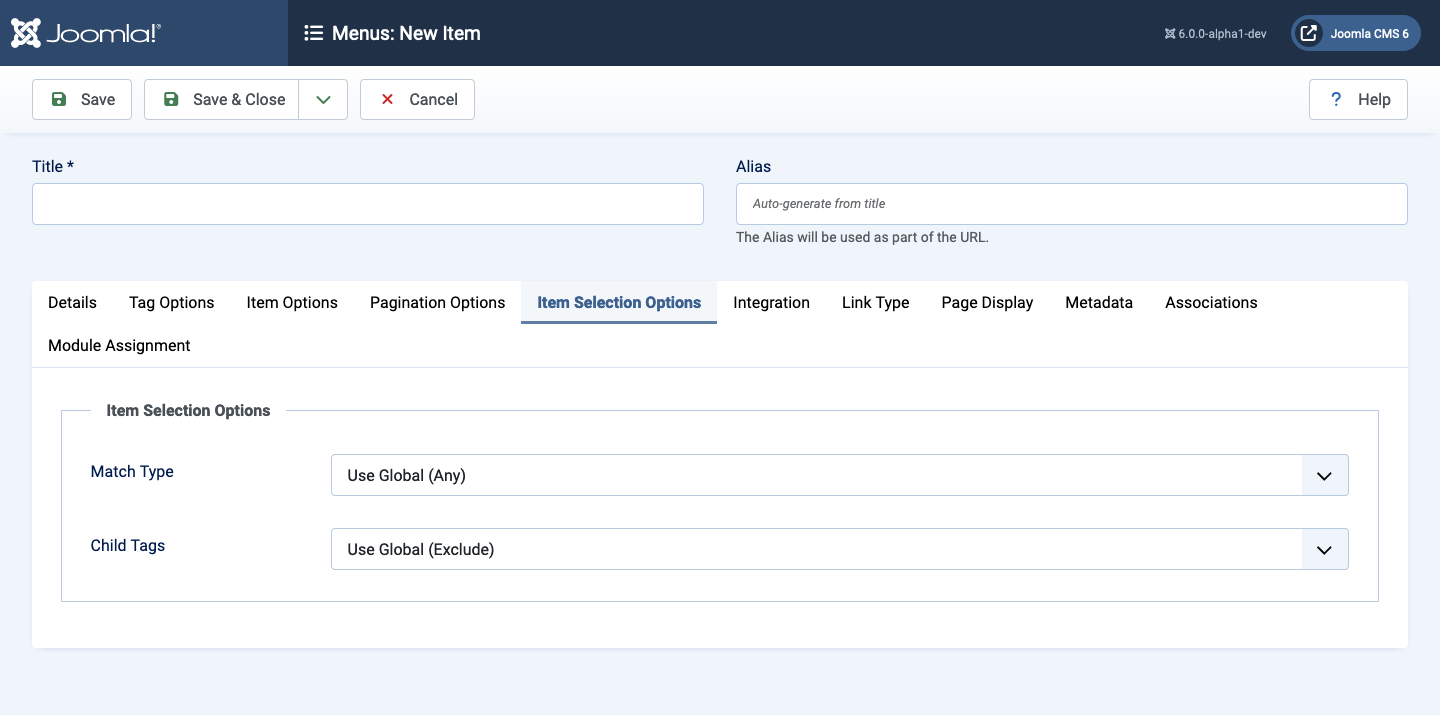 Joomla!® Menus: New Item 6.0.0-alpha1-dev Joomla CMS 6
Save Save & Close Cancel ? Help
Title * Alias
Auto-generate from title
The Alias will be used as part of the URL.
Details Tag Options Item Options Pagination Options Item Selection Options Integration Link Type Page Display Metadata Associations
Module Assignment
Item Selection Options
Match Type Use Global (Any)
Child Tags Use Global (Exclude)